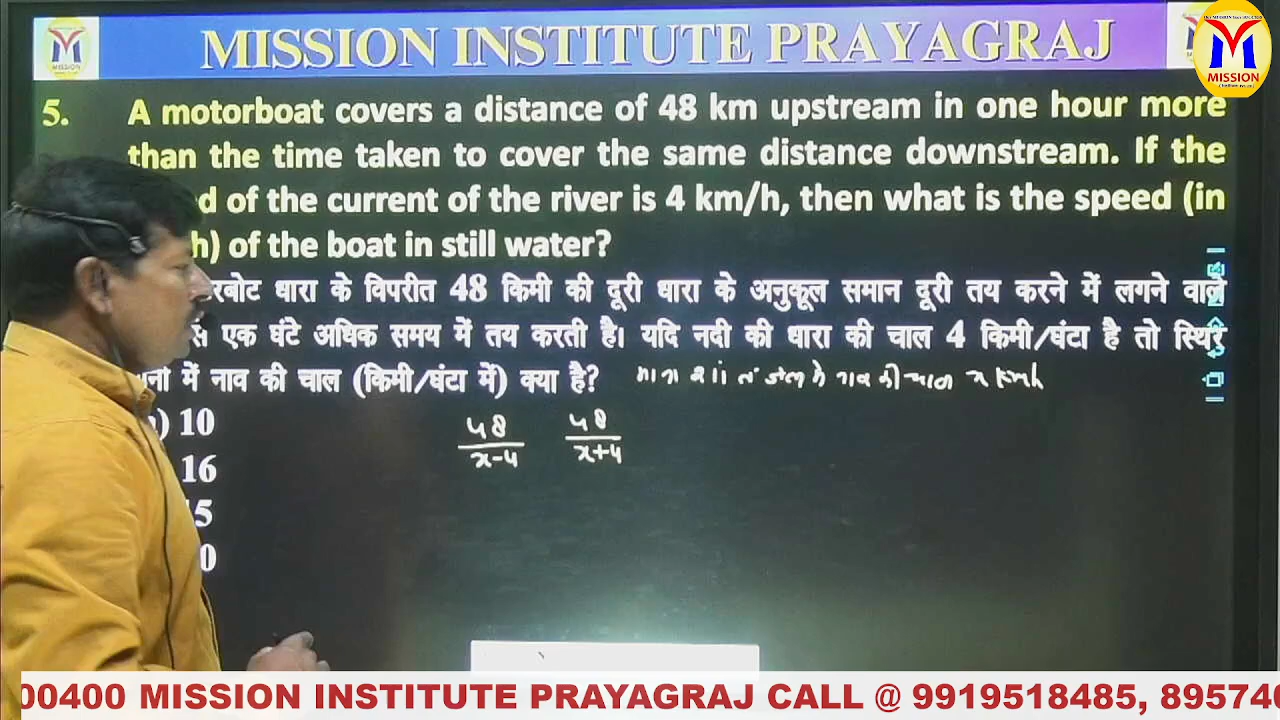 MISSION INSTITUTE PRAYAGRAJ
MISSION
MISSION
5. A motorboat covers a distance of 48 km upstream in one hour more
than the time taken to cover the same distance downstream. If the
d of the current of the river is 4 km/h, then what is the speed (in
h) of the boat in still water?
रबोट धारा के विपरीत 48 किमी की दूरी धारा के अनुकूल समान दूरी तय करने में लगने वाले
एक घंटे अधिक समय में तय करती है। यदि नदी की धारा की चाल 4 किमी/घंटा है तो स्थिर
में नाव की चाल (किमी/घंटा में) क्या है?
x kmh
) 10
48 48
x-4 x+4
16
5
0
00400 MISSION INSTITUTE PRAYAGRAJ CALL @ 9919518485, 89574